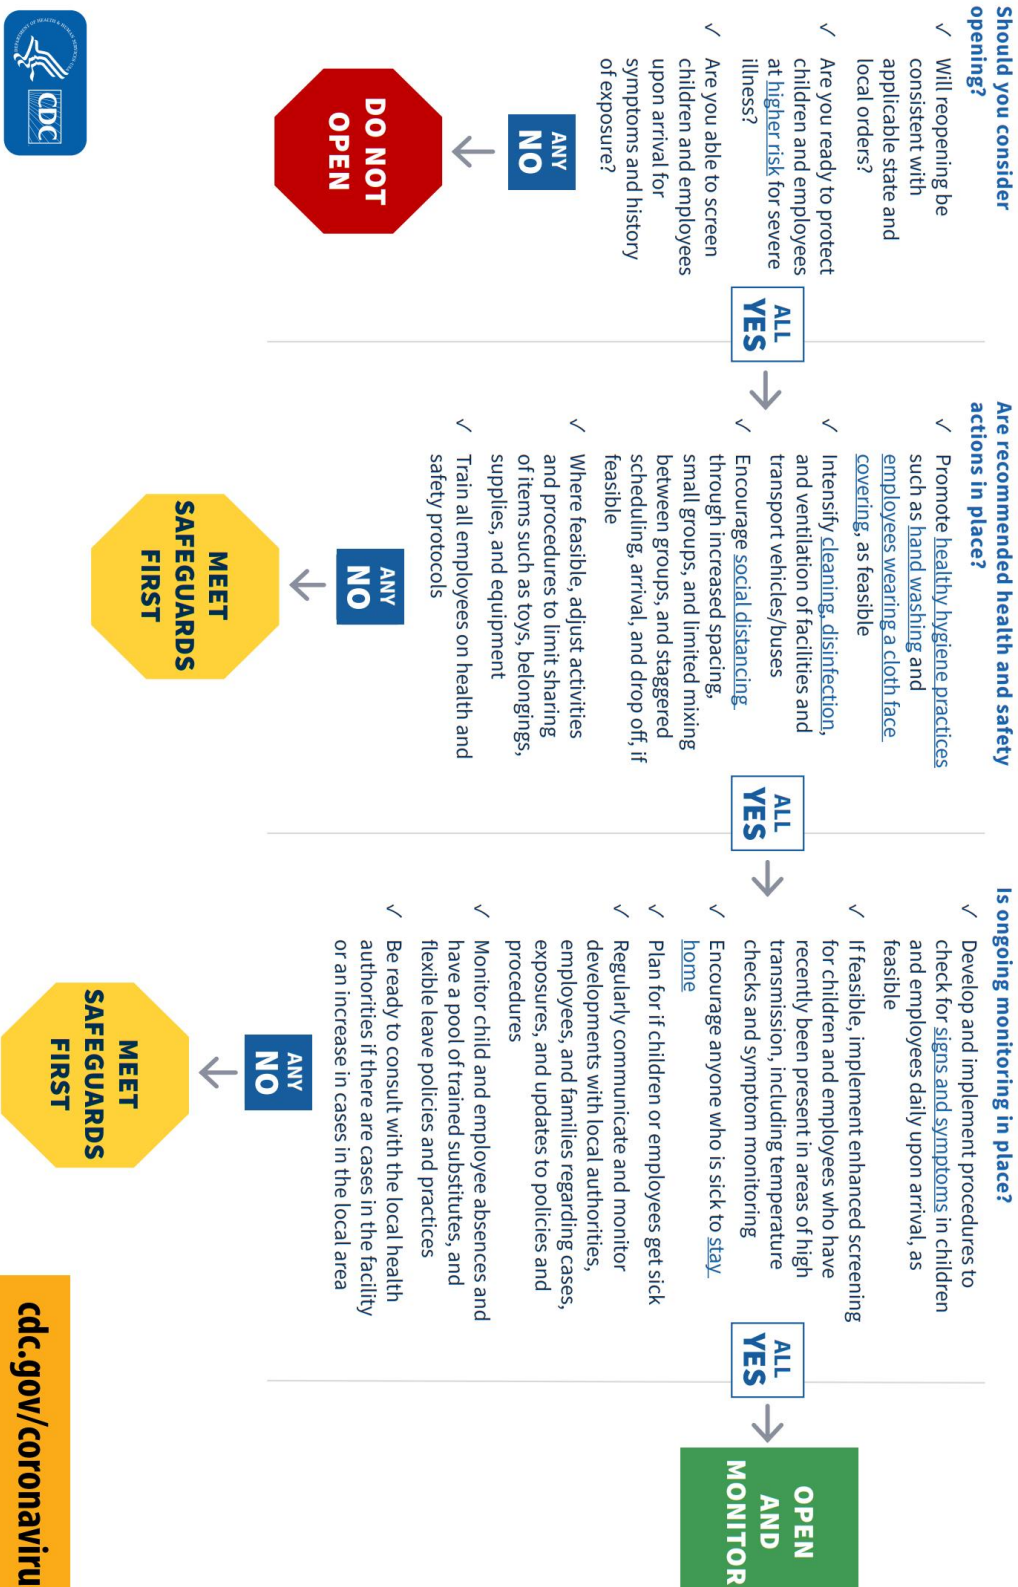 Should you consider
opening?
✓ Will reopening be
consistent with
applicable state and
local orders?
✓ Are you ready to protect
children and employees
at higher risk for severe
illness?
✓ Are you able to screen
children and employees
upon arrival for
symptoms and history
of exposure?
ANY
NO
DO NOT
OPEN
ALL
YES
Are recommended health and safety
actions in place?
✓ Promote healthy hygiene practices
such as hand washing and
employees wearing a cloth face
covering, as feasible
✓ Intensify cleaning, disinfection,
and ventilation of facilities and
transport vehicles/buses
✓ Encourage social distancing
through increased spacing,
small groups, and limited mixing
between groups, and staggered
scheduling, arrival, and drop off, if
feasible
✓ Where feasible, adjust activities
and procedures to limit sharing
of items such as toys, belongings,
supplies, and equipment
✓ Train all employees on health and
safety protocols
ANY
NO
MEET
SAFEGUARDS
FIRST
ALL
YES
Is ongoing monitoring in place?
✓ Develop and implement procedures to
check for signs and symptoms in children
and employees daily upon arrival, as
feasible
✓ If feasible, implement enhanced screening
for children and employees who have
recently been present in areas of high
transmission, including temperature
checks and symptom monitoring
✓ Encourage anyone who is sick to stay
home
✓ Plan for if children or employees get sick
✓ Regularly communicate and monitor
developments with local authorities,
employees, and families regarding cases,
exposures, and updates to policies and
procedures
✓ Monitor child and employee absences and
have a pool of trained substitutes, and
flexible leave policies and practices
✓ Be ready to consult with the local health
authorities if there are cases in the facility
or an increase in cases in the local area
ANY
NO
MEET
SAFEGUARDS
FIRST
ALL
YES
OPEN
AND
MONITOR
DEPARTMENT OF HEALTH & HUMAN SERVICES USA
CDC
cdc.gov/coronaviru